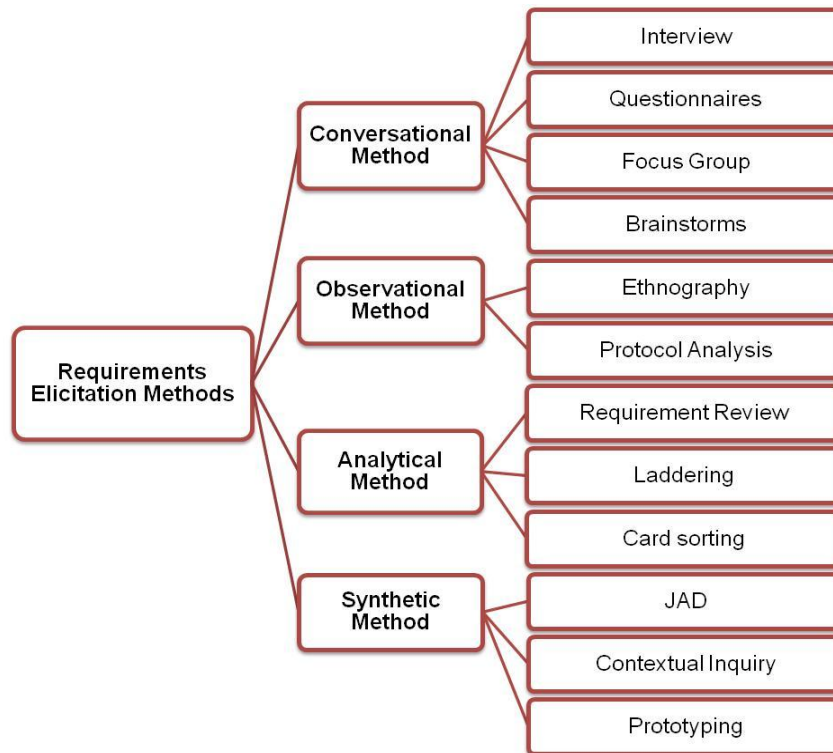 Requirements
Elicitation Methods
Conversational
Method
Interview
Questionnaires
Focus Group
Brainstorms
Observational
Method
Ethnography
Protocol Analysis
Analytical
Method
Requirement Review
Laddering
Card sorting
Synthetic
Method
JAD
Contextual Inquiry
Prototyping